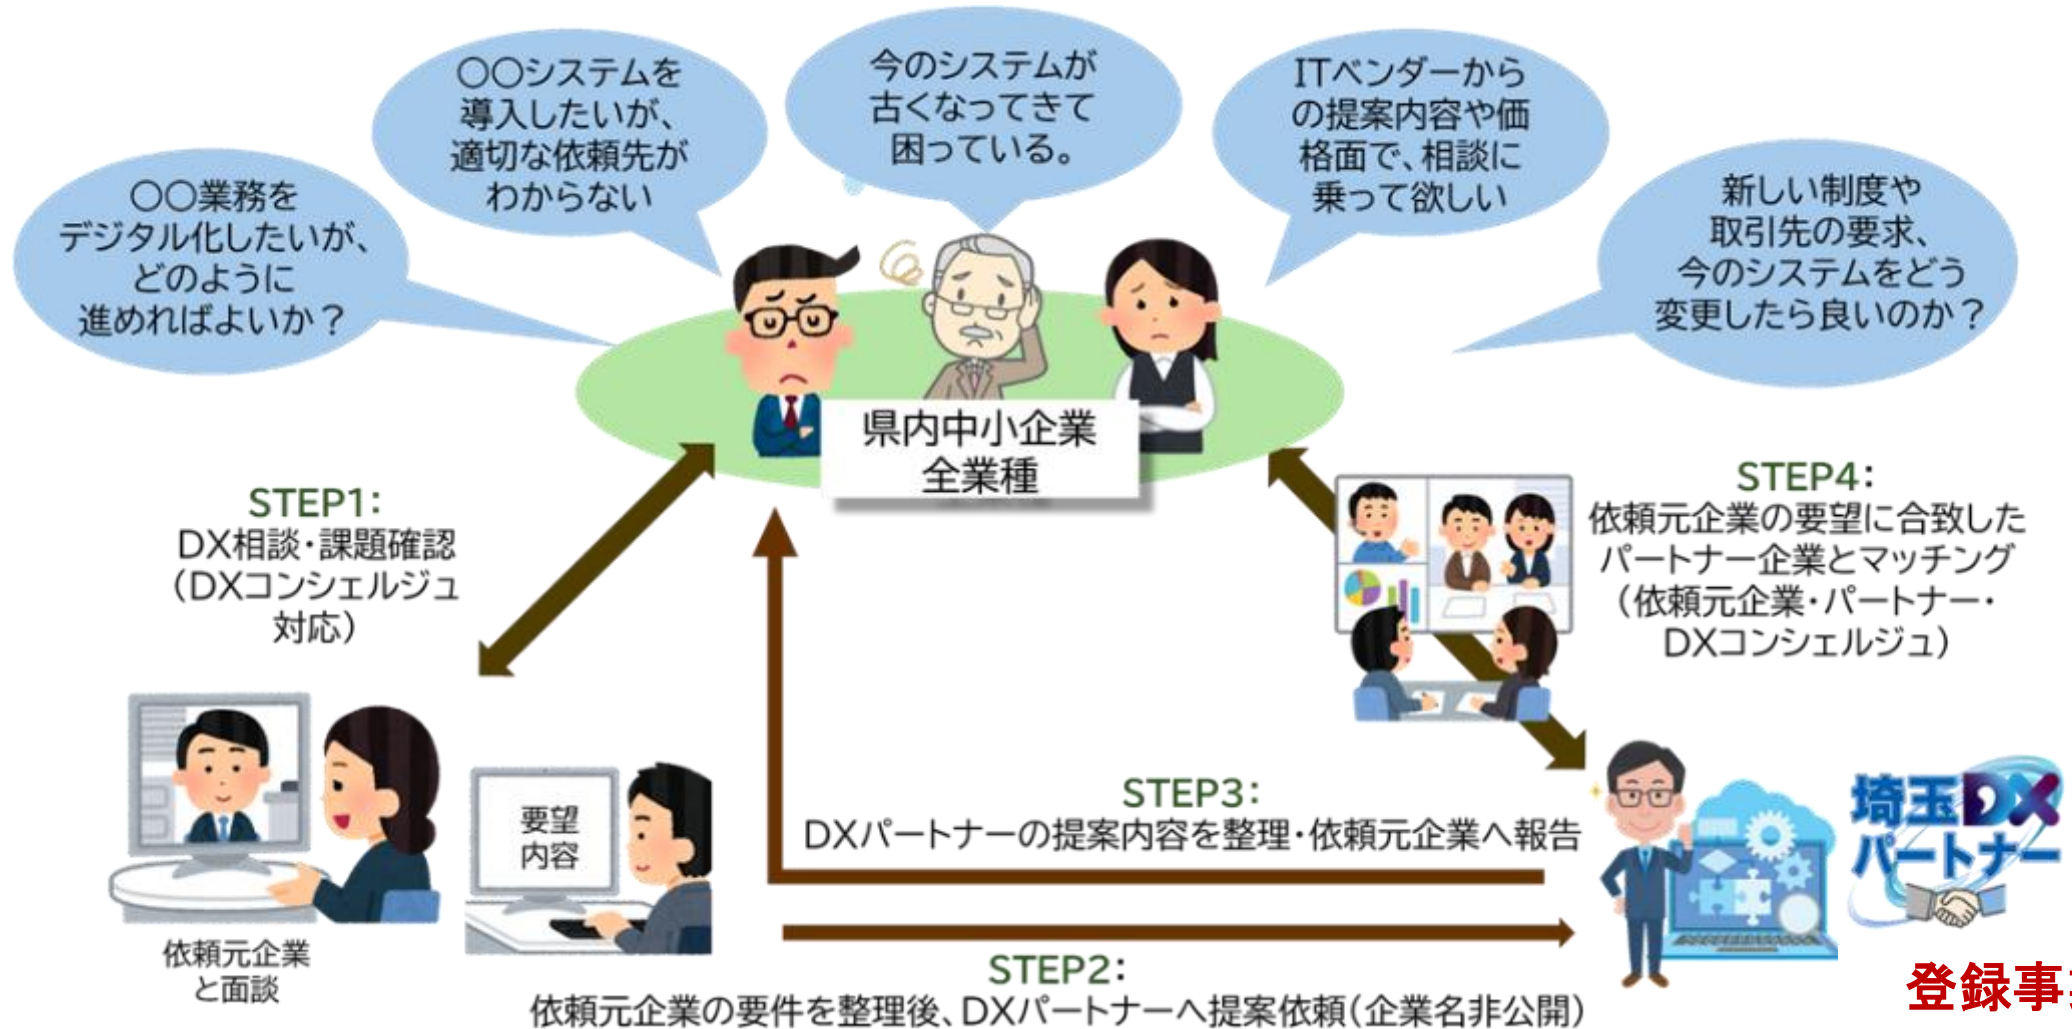 〇〇業務を
デジタル化したいが、
どのように
進めればよいか？
〇〇システムを
導入したいが、
適切な依頼先が
わからない
今のシステムが
古くなってきて
困っている。
ITベンダーから
の提案内容や価
格面で、相談に
乗って欲しい
新しい制度や
取引先の要求、
今のシステムをどう
変更したら良いのか？
県内中小企業
全業種
STEP1：
DX相談・課題確認
（DXコンシェルジュ
対応）
STEP4：
依頼元企業の要望に合致した
パートナー企業とマッチング
（依頼元企業・パートナー・
DXコンシェルジュ）
要望
内容
依頼元企業
と面談
STEP3：
DXパートナーの提案内容を整理・依頼元企業へ報告
STEP2：
依頼元企業の要件を整理後、DXパートナーへ提案依頼（企業名非公開）
埼玉DX
パートナー
登録事